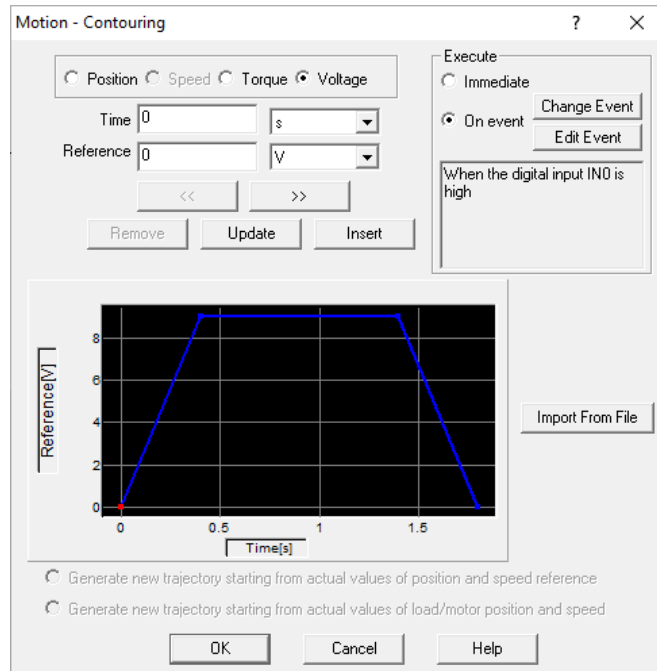 Motion - Contouring
? ×
Position Speed Torque Voltage
Time 0 s
Reference 0 V
<< >>
Remove Update Insert
Execute
Immediate
On event
Change Event
Edit Event
When the digital input IN0 is
high
Reference[V]
8
6
4
2
0
0 0.5 1 1.5
Time[s]
Import From File
Generate new trajectory starting from actual values of position and speed reference
Generate new trajectory starting from actual values of load/motor position and speed
OK Cancel Help